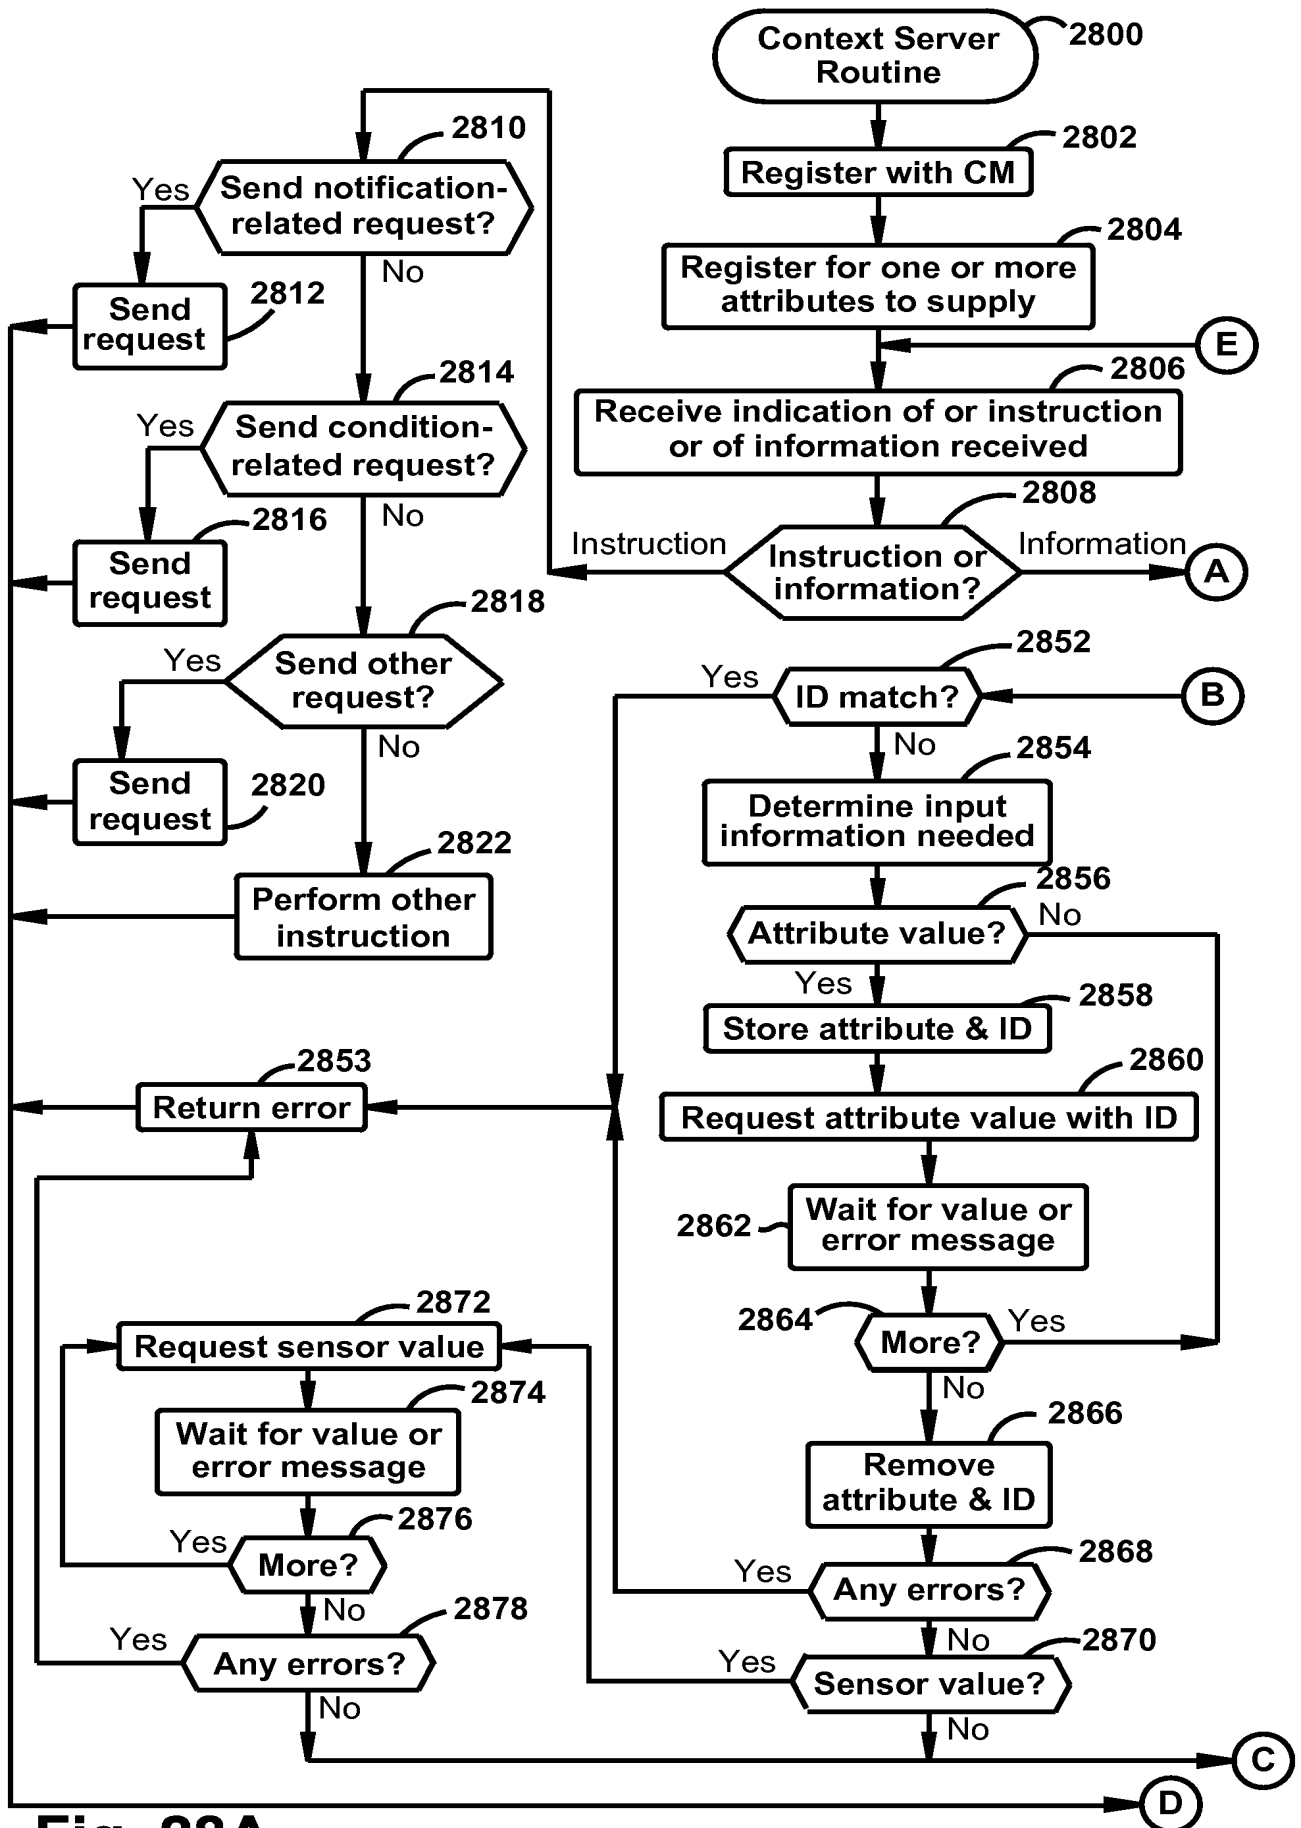 Context Server
Routine
2800
2802
Register with CM
2804
Register for one or more
attributes to supply
E
2806
Receive indication of or instruction
or of information received
2808
Instruction
Instruction or
information?
Information
A
2810
Yes
Send notification-
related request?
No
2812
Send
request
2814
Yes
Send condition-
related request?
No
2816
Send
request
2818
Yes
Send other
request?
No
2820
Send
request
2822
Perform other
instruction
2852
Yes
ID match?
B
No
2854
Determine input
information needed
2856
Attribute value?
No
Yes
2858
Store attribute & ID
2853
Return error
2860
Request attribute value with ID
2862
Wait for value or
error message
2864
More?
Yes
No
2866
Remove
attribute & ID
2868
Yes
Any errors?
No
2870
Yes
Sensor value?
No
2872
Request sensor value
2874
Wait for value or
error message
2876
Yes
More?
No
2878
Yes
Any errors?
No
C
D
Fig. 28A